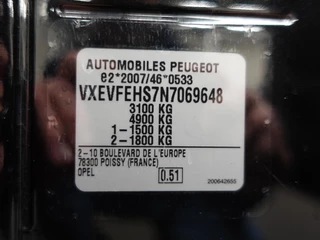 AUTOMOBILES PEUGEOT
e2*2007/46*0533
VXEVFEHS7N7069648
3100 KG
4900 KG
1-1500 KG
2-1800 KG
2-10 BOULEVARD DE L'EUROPE
78300 POISSY (FRANCE)
OPEL
0.51
200642655